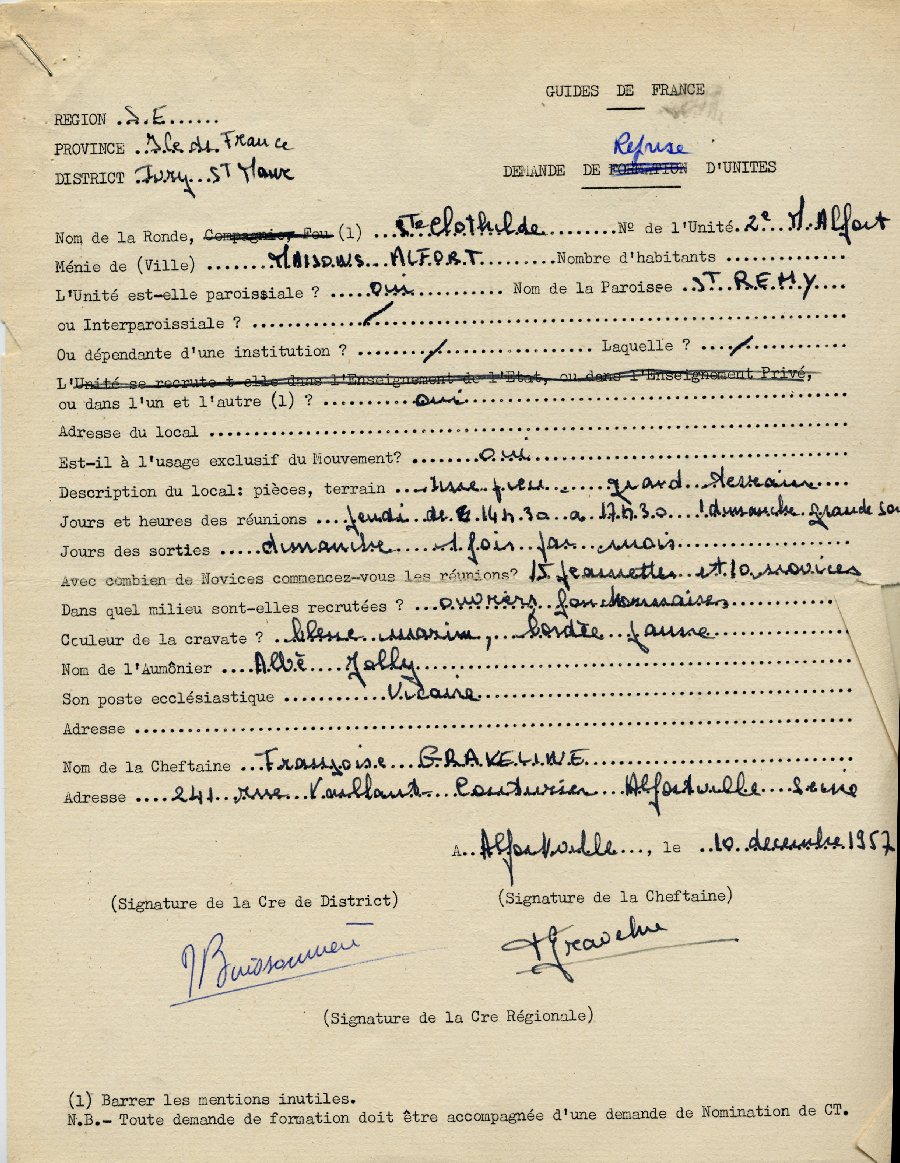 GUIDES DE FRANCE
REGION S.E
PROVINCE Ile de France
DISTRICT Ivry St Maur
Reprise
DEMANDE DE FORMATION D'UNITES
Nom de la Ronde, Compagnie, Feu (1) Ste Clothilde N° de l'Unité 2e M. Alfort
Ménie de (Ville) MAISONS ALFORT Nombre d'habitants
L'Unité est-elle paroissiale ? oui Nom de la Paroisse ST REMY
ou Interparoissiale ? /
Ou dépendante d'une institution ? / Laquelle ? /
L'Unité se recrute-t-elle dans l'Enseignement de l'Etat, ou dans l'Enseignement Privé,
ou dans l'un et l'autre (1) ? oui
Adresse du local
Est-il à l'usage exclusif du Mouvement? oui
Description du local: pièces, terrain une pièce grand terrain
Jours et heures des réunions jeudi de 14h30 a 17h30 1 dimanche grande
Jours des sorties dimanche 1 fois par mois
Avec combien de Novices commencez-vous les réunions? 15 jeannettes et 10 novices
Dans quel milieu sont-elles recrutées ? ouvriers fonctionnaires
Couleur de la cravate ? bleue marine, bordée jaune
Nom de l'Aumônier Abbé Jolly
Son poste ecclésiastique Vicaire
Adresse
Nom de la Cheftaine Françoise GRAVELINE
Adresse 241 rue Vaillant-Couturier Alfortville Seine
A Alfortville, le 10 decembre 1957
(Signature de la Cre de District) (Signature de la Cheftaine)
FGraveline
(Signature de la Cre Régionale)
(1) Barrer les mentions inutiles.
N.B.- Toute demande de formation doit être accompagnée d'une demande de Nomination de CT.